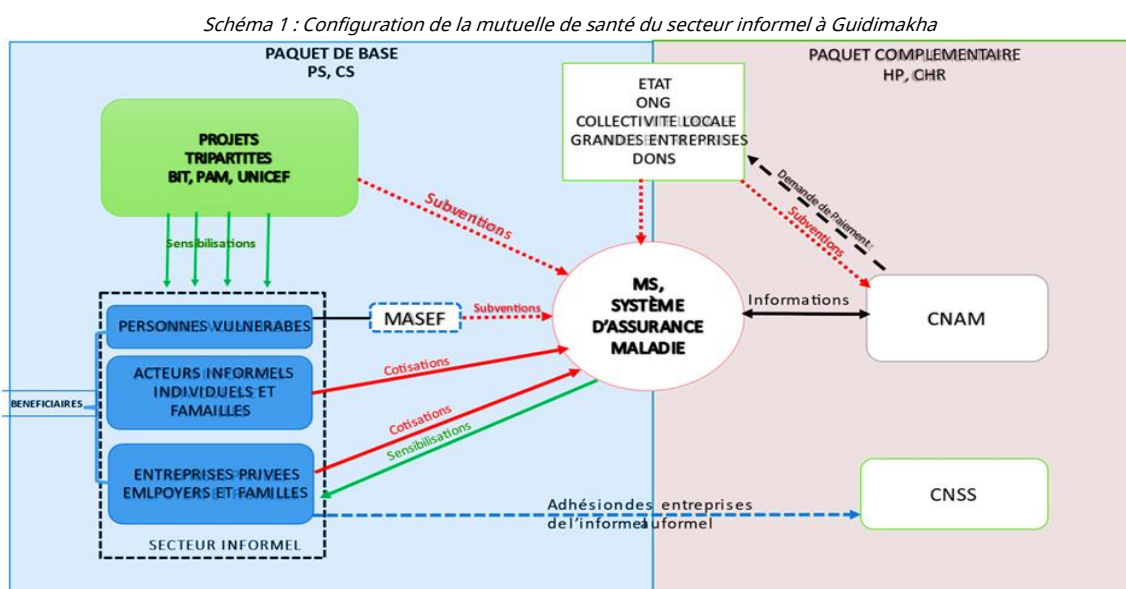 Schéma 1 : Configuration de la mutuelle de santé du secteur informel à Guidimakha
PAQUET DE BASE
PS, CS
PAQUET COMPLEMENTAIRE
HP, CHR
PROJETS
TRIPARTITES
BIT, PAM, UNICEF
ETAT
ONG
COLLECTIVITE LOCALE
GRANDES ENTREPRISES
DONS
Demande de Paiement
Subventions
Subventions
Sensibilisations
PERSONNES VULNERABES
MASEF
Subventions
MS,
SYSTÈME
D’ASSURANCE
MALADIE
Informations
CNAM
ACTEURS INFORMELS
INDIVIDUELS ET
FAMAILLES
Cotisations
BENEFICIAIRES
Cotisations
Sensibilisations
ENTREPRISES PRIVEES
EMLPOYERS ET FAMILLES
SECTEUR INFORMEL
Adhésiondes entreprises
de l’informelauformel
CNSS